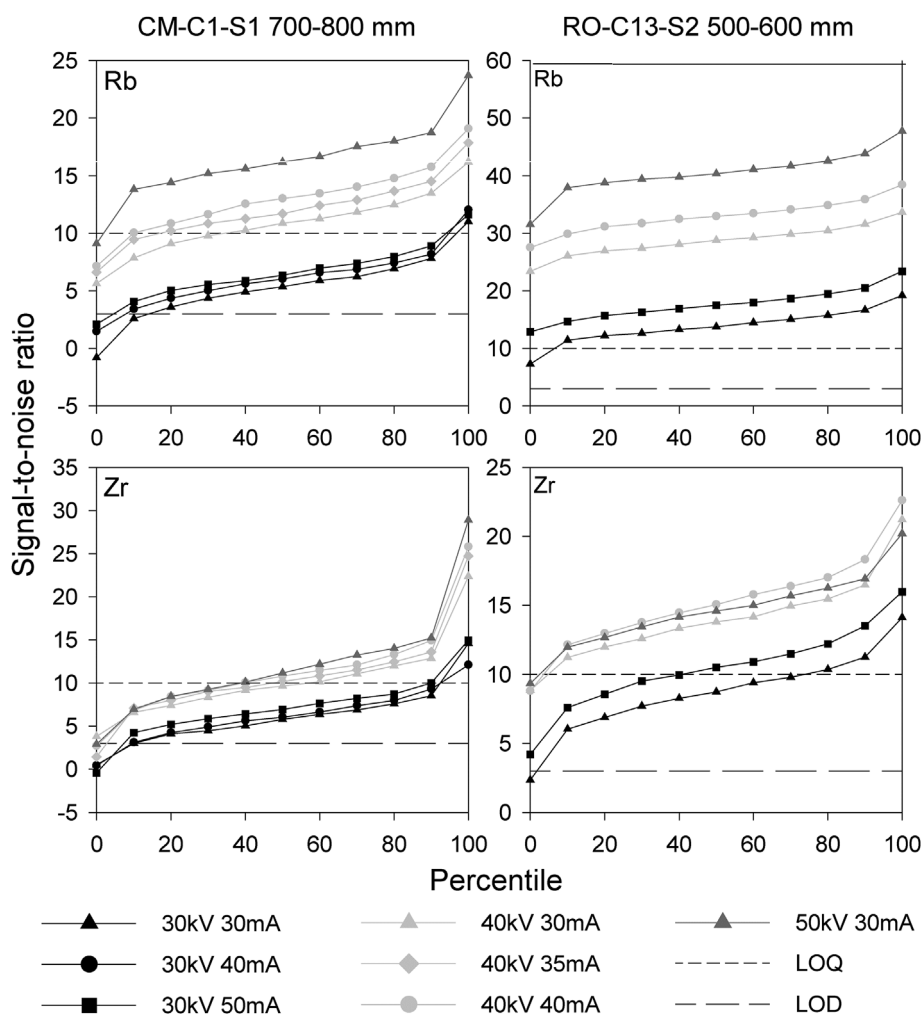 CM-C1-S1 700-800 mm
RO-C13-S2 500-600 mm
Signal-to-noise ratio
Rb
25
20
15
10
5
0
-5
0 20 40 60 80 100
Rb
60
50
40
30
20
10
0
0 20 40 60 80 100
Zr
35
30
25
20
15
10
5
0
-5
0 20 40 60 80 100
Zr
25
20
15
10
5
0
0 20 40 60 80 100
Percentile
30kV 30mA
40kV 30mA
50kV 30mA
30kV 40mA
40kV 35mA
LOQ
30kV 50mA
40kV 40mA
LOD